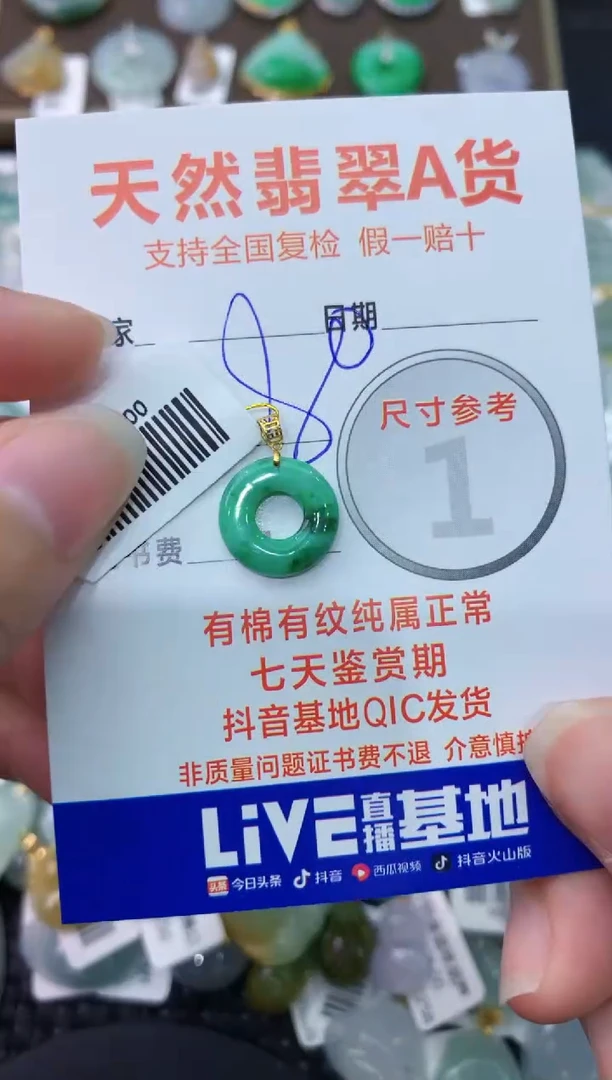 天然翡翠A货
支持全国复检 假一赔十
家
日期
80
00
尺寸参考
1
书费
有棉有纹纯属正常
七天鉴赏期
抖音基地QIC发货
非质量问题证书费不退 介意慎拍
LiVE直播基地
头条 今日头条 抖音 西瓜视频 抖音火山版